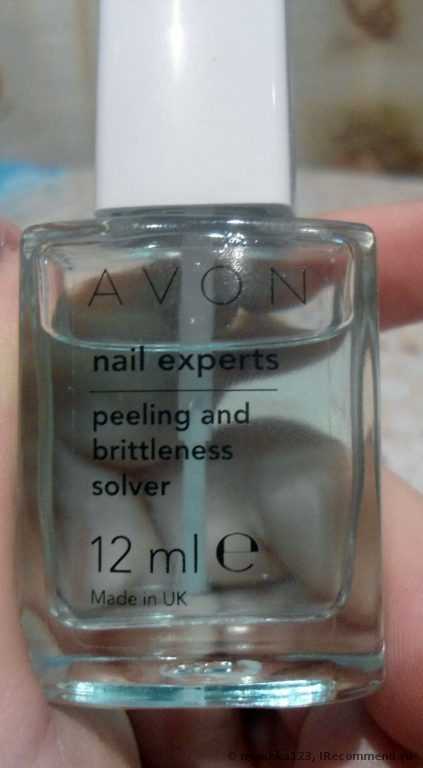 AVON
nail experts
peeling and
brittleness
solver
12 ml e
Made in UK